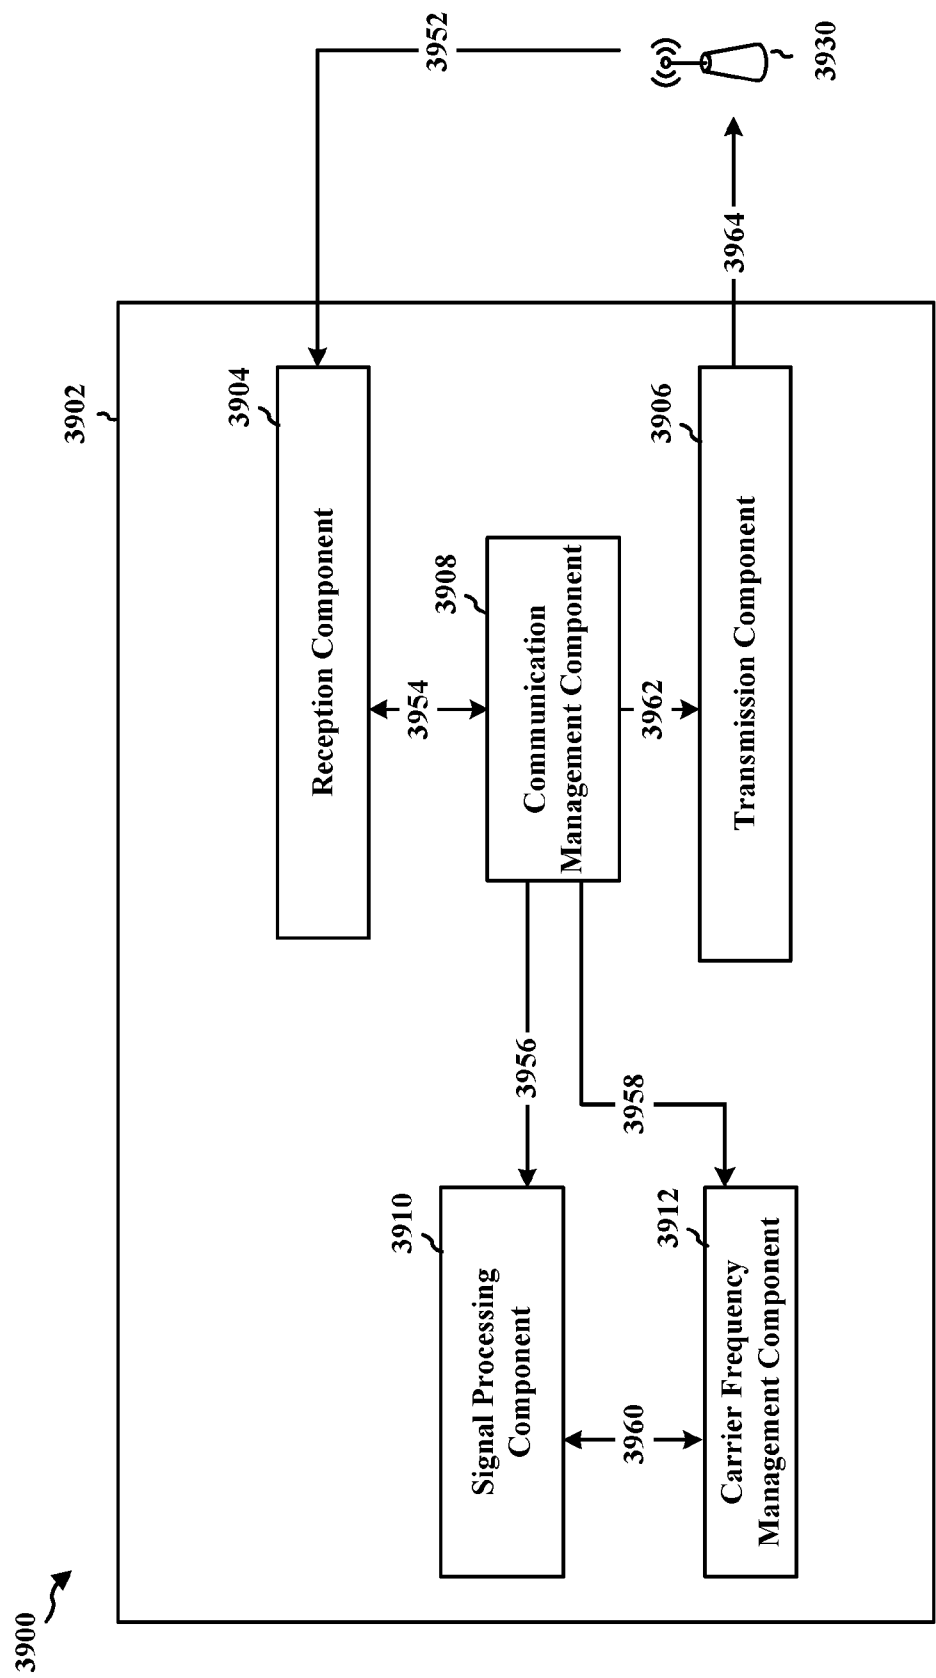 3900
3902
3910
Signal Processing
Component
3960
3912
Carrier Frequency
Management Component
3956
3958
3904
Reception Component
3954
3908
Communication
Management Component
3962
3906
Transmission Component
3952
3964
3930